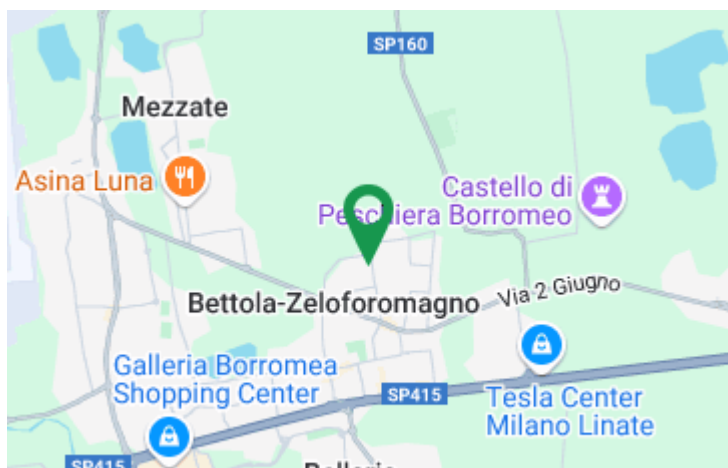 SP160
Mezzate
Asina Luna
Castello di
Peschiera Borromeo
Bettola-Zeloforomagno
Via 2 Giugno
Galleria Borromea
Shopping Center
SP415
Tesla Center
Milano Linate
SP415